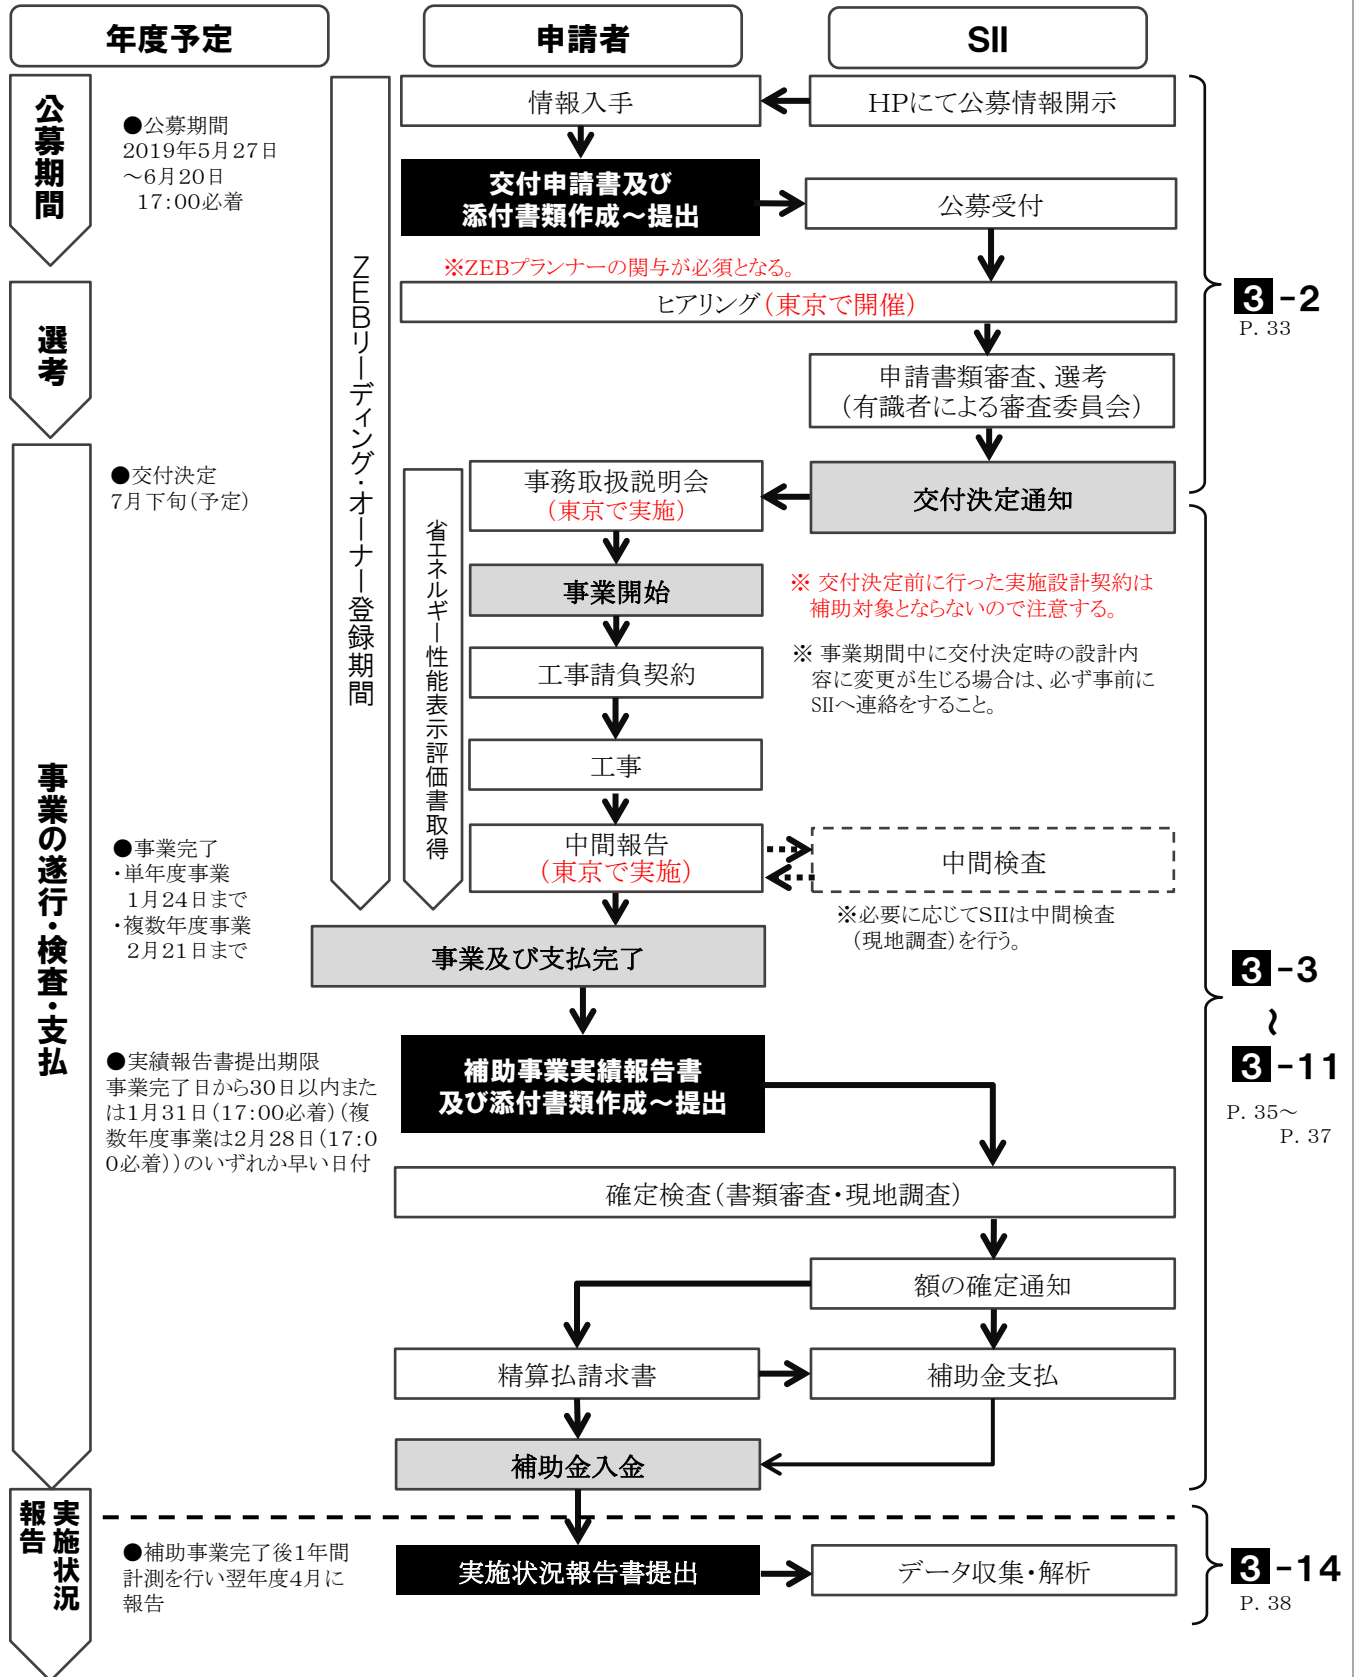 年度予定
申請者
SII
公募期間
●公募期間
2019年5月27日
～6月20日
17:00必着
情報入手
HPにて公募情報開示
交付申請書及び
添付書類作成～提出
公募受付
※ZEBプランナーの関与が必須となる。
ヒアリング(東京で開催)
選考
申請書類審査、選考
(有識者による審査委員会)
3-2
P. 33
ZEBリーディング・オーナー登録期間
●交付決定
7月下旬(予定)
事務取扱説明会
(東京で実施)
交付決定通知
省エネルギー性能表示評価書取得
事業開始
※ 交付決定前に行った実施設計契約は
補助対象とならないので注意する。
工事請負契約
※ 事業期間中に交付決定時の設計内
容に変更が生じる場合は、必ず事前に
SIIへ連絡をすること。
工事
事業の遂行・検査・支払
●事業完了
・単年度事業
1月24日まで
・複数年度事業
2月21日まで
中間報告
(東京で実施)
中間検査
※必要に応じてSIIは中間検査
(現地調査)を行う。
事業及び支払完了
3-3
～
3-11
P. 35～
P. 37
●実績報告書提出期限
事業完了日から30日以内また
は1月31日(17:00必着)(複
数年度事業は2月28日(17:0
0必着))のいずれか早い日付
補助事業実績報告書
及び添付書類作成～提出
確定検査(書類審査・現地調査)
額の確定通知
精算払請求書
補助金支払
補助金入金
実施状況
報告
●補助事業完了後1年間
計測を行い翌年度4月に
報告
実施状況報告書提出
データ収集・解析
3-14
P. 38